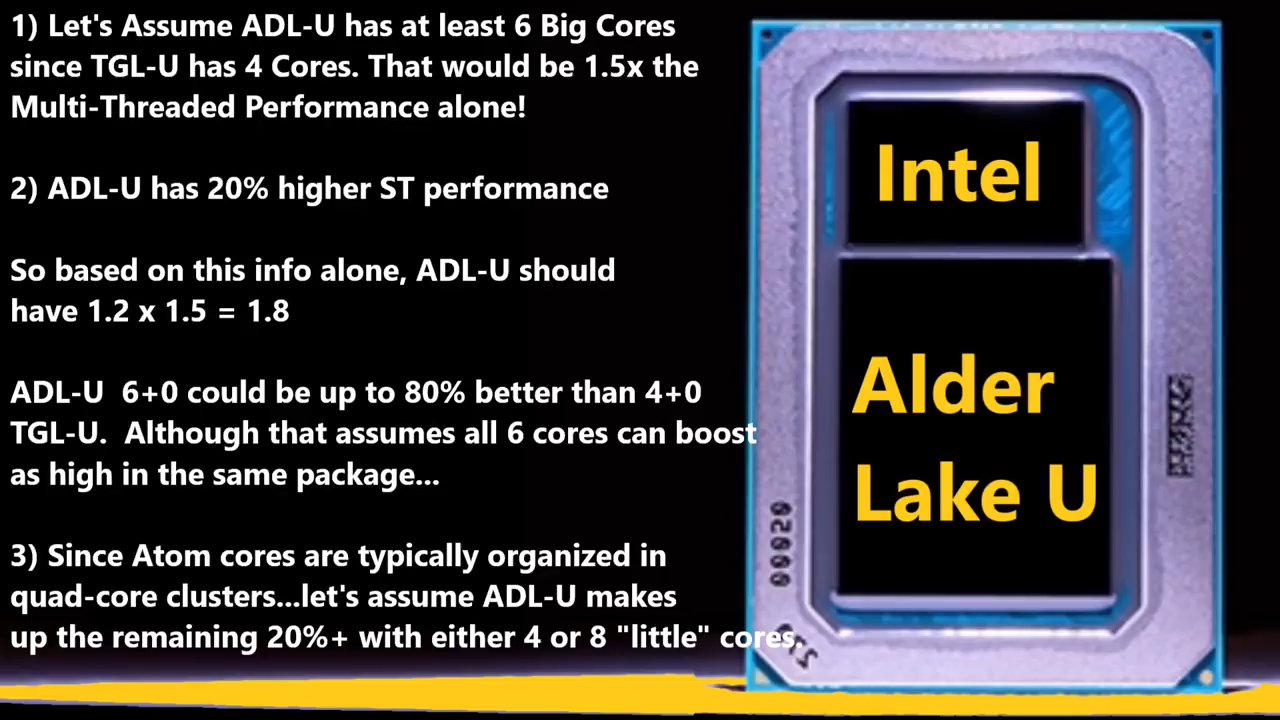 1) Let's Assume ADL-U has at least 6 Big Cores
since TGL-U has 4 Cores. That would be 1.5x the
Multi-Threaded Performance alone!
2) ADL-U has 20% higher ST performance
So based on this info alone, ADL-U should
have 1.2 x 1.5 = 1.8
ADL-U  6+0 could be up to 80% better than 4+0
TGL-U.  Although that assumes all 6 cores can boost
as high in the same package...
3) Since Atom cores are typically organized in
quad-core clusters...let's assume ADL-U makes
up the remaining 20%+ with either 4 or 8 "little" cores.
Intel
Alder
Lake U